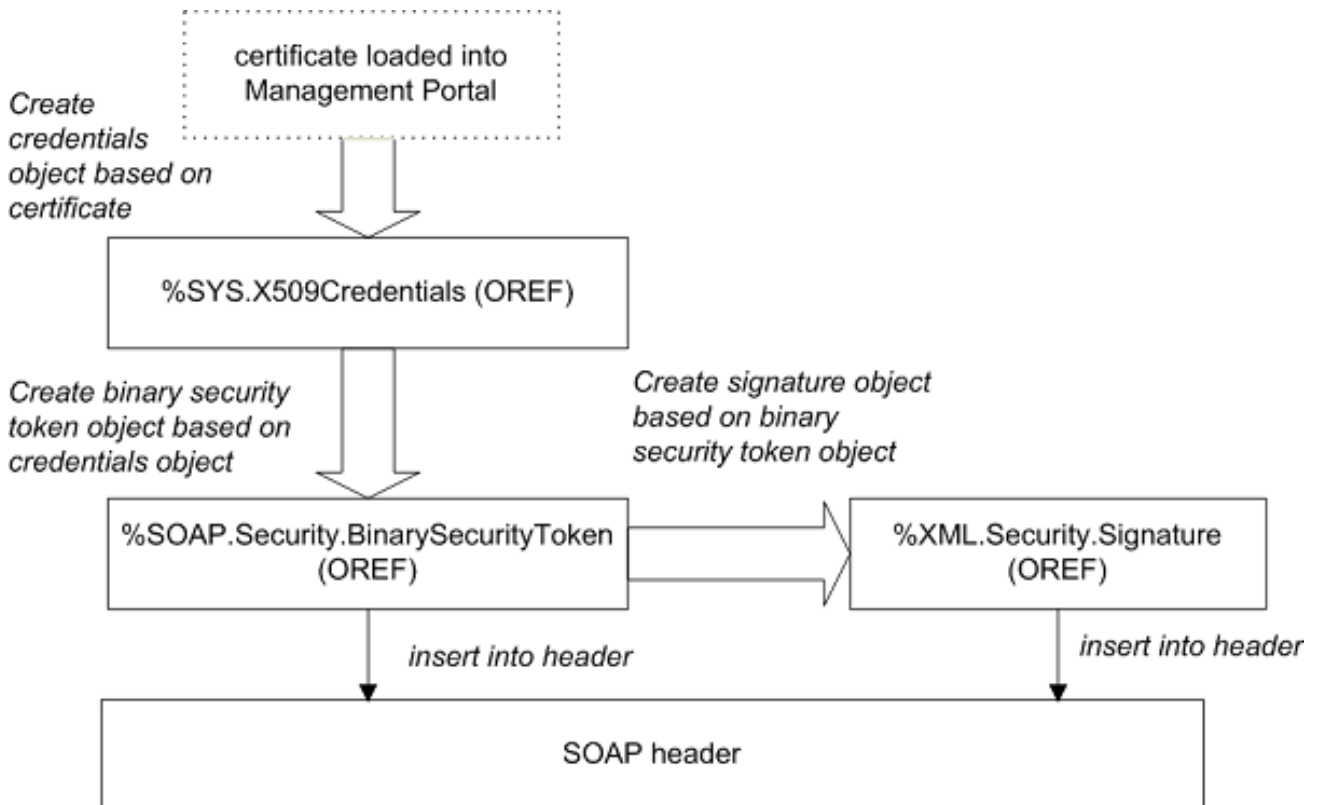 certificate loaded into
Management Portal
Create
credentials
object based on
certificate
%SYS.X509Credentials (OREF)
Create binary security
token object based on
credentials object
Create signature object
based on binary
security token object
%SOAP.Security.BinarySecurityToken
(OREF)
%XML.Security.Signature
(OREF)
insert into header
insert into header
SOAP header